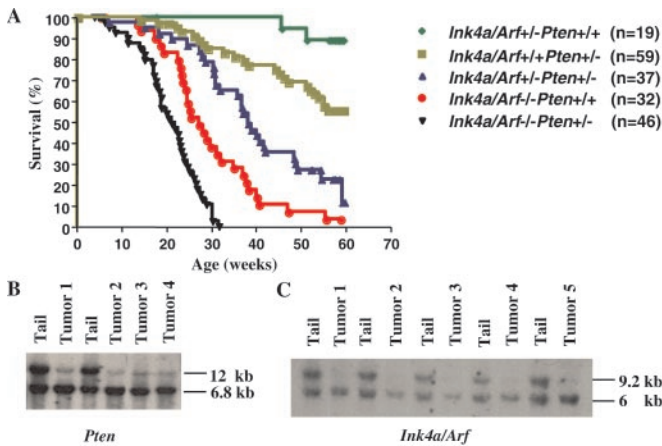 A
Survival (%)
100
90
80
70
60
50
40
30
20
10
0
0 10 20 30 40 50 60 70
Age (weeks)
Ink4a/Arf+/-Pten+/+ (n=19)
Ink4a/Arf+/+Pten+/- (n=59)
Ink4a/Arf+/-Pten+/- (n=37)
Ink4a/Arf-/-Pten+/+ (n=32)
Ink4a/Arf-/-Pten+/- (n=46)
B
Tail
Tumor 1
Tail
Tumor 2
Tumor 3
Tumor 4
12 kb
6.8 kb
Pten
C
Tail
Tumor 1
Tail
Tumor 2
Tail
Tumor 3
Tail
Tumor 4
Tail
Tumor 5
9.2 kb
6 kb
Ink4a/Arf